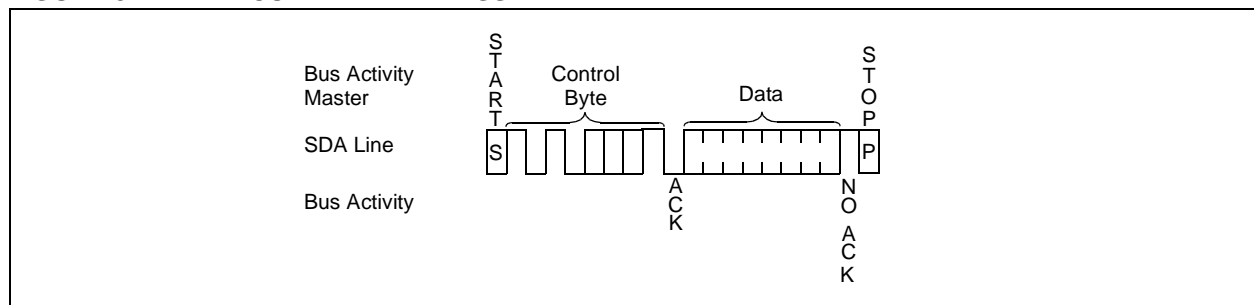 START
STOP
Bus Activity
Master
Control
Byte
Data
SDA Line
S
P
Bus Activity
ACK
NO ACK